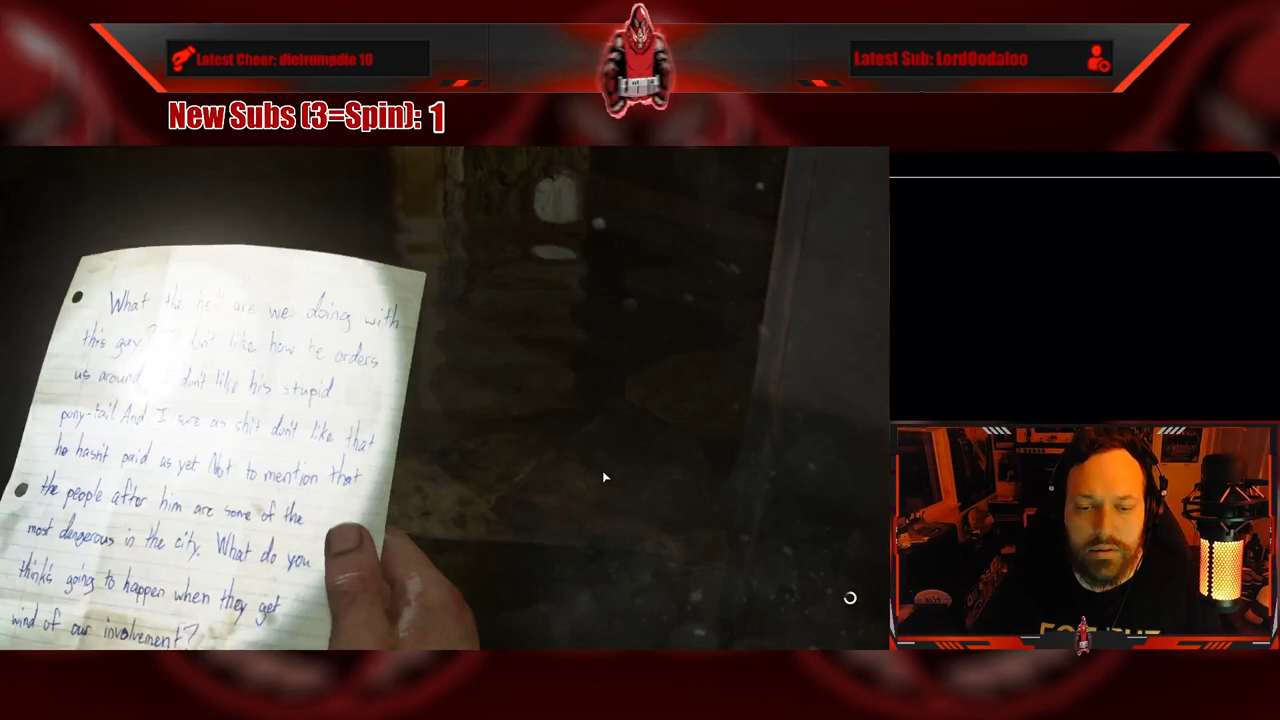 Latest Cheer: dietrumpdie 10
Latest Sub: LordOodaloo
New Subs (3=Spin): 1
What the hell are we doing with
this guy? I don't like how he orders
us around. I don't like his stupid
pony-tail. And I sure as shit don't like that
he hasn't paid us yet. Not to mention that
the people after him are some of the
most dangerous in the city. What do you
think's going to happen when they get
wind of our involvement?